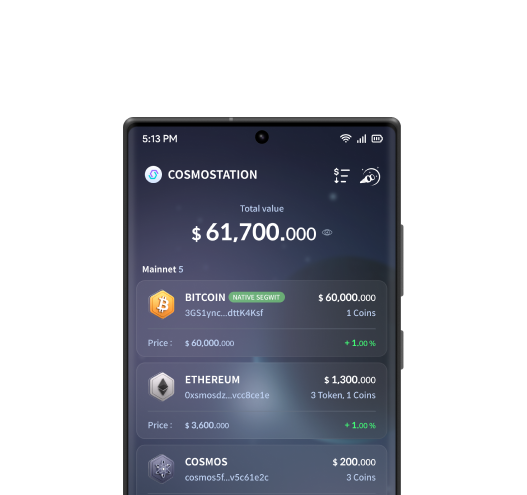 5:13 PM
COSMOSTATION
Total value
$ 61,700.000
Mainnet 5
BITCOIN NATIVE SEGWIT $ 60,000.000
3GS1ync...dttK4Ksf 1 Coins
Price : $ 60,000.000 + 1.00 %
ETHEREUM $ 1,300.000
0xsmosdz...vcc8ce1e 3 Token, 1 Coins
Price : $ 3,600.000 + 1.00 %
COSMOS $ 200.000
cosmos5f...v5c61e2c 3 Coins